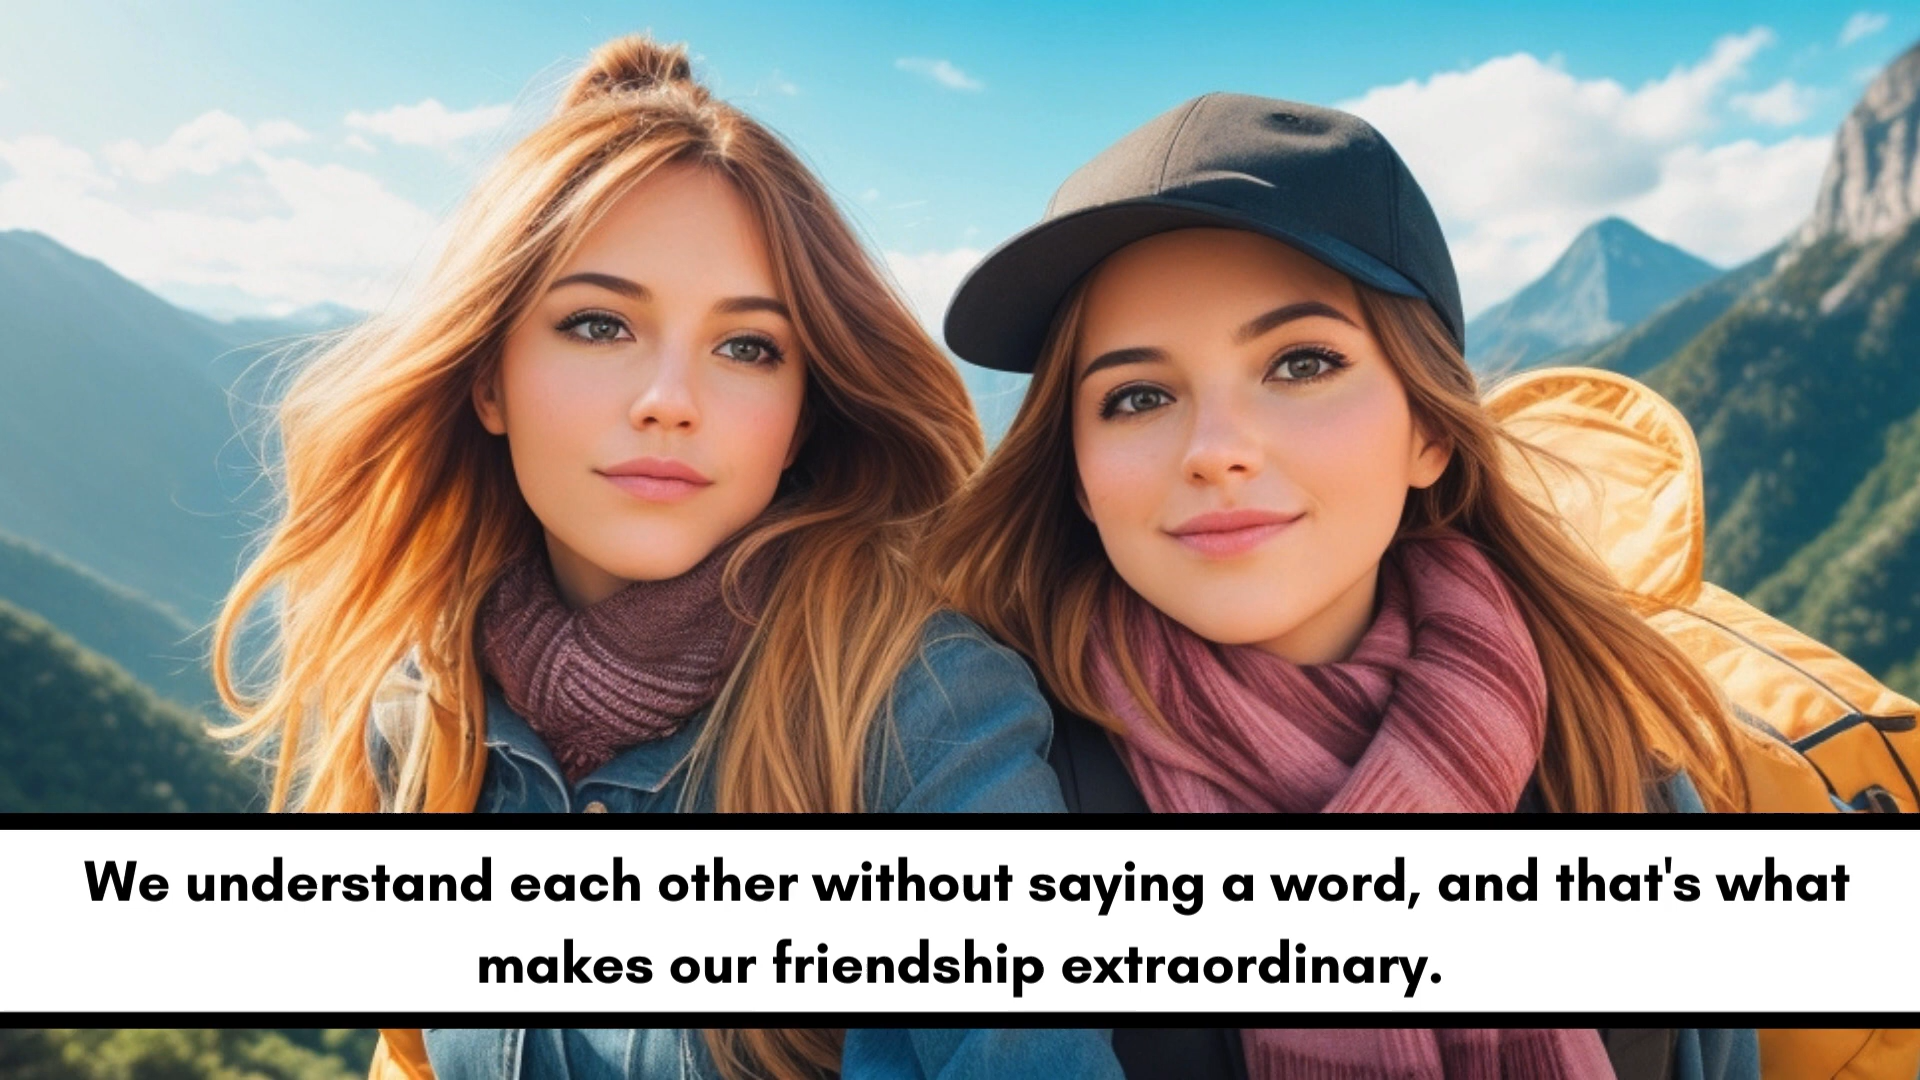 We understand each other without saying a word, and that's what
makes our friendship extraordinary.